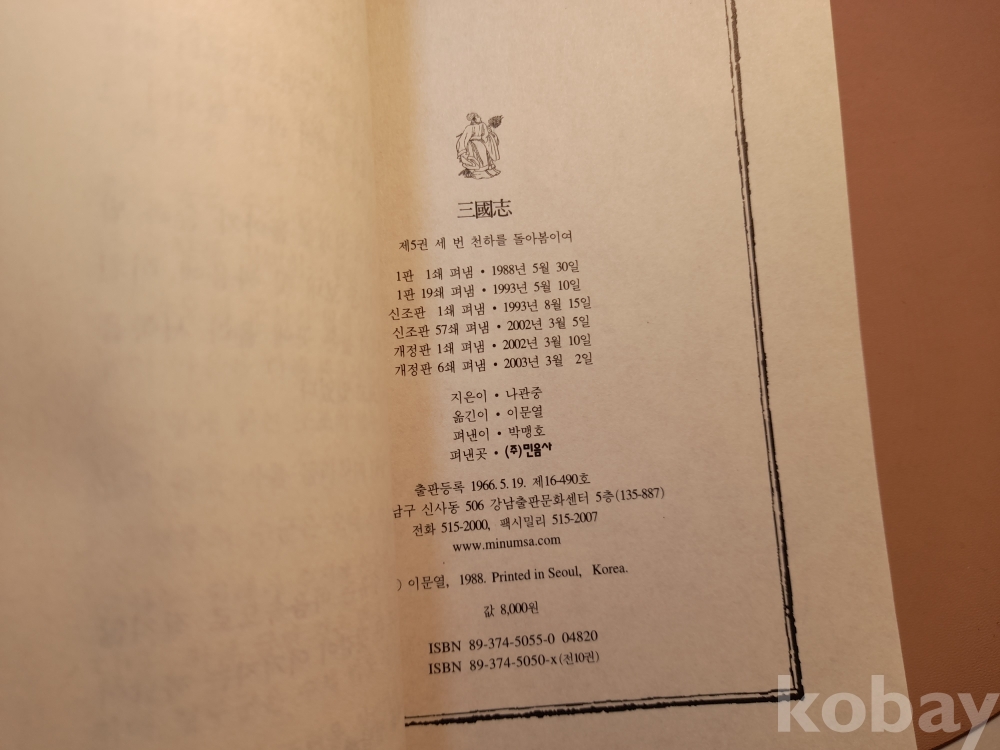 三國志
제5권 세 번 천하를 돌아봄이여
1판 1쇄 펴냄 • 1988년 5월 30일
1판 19쇄 펴냄 • 1993년 5월 10일
신조판 1쇄 펴냄 • 1993년 8월 15일
신조판 57쇄 펴냄 • 2002년 3월 5일
개정판 1쇄 펴냄 • 2002년 3월 10일
개정판 6쇄 펴냄 • 2003년 3월 2일
지은이 • 나관중
옮긴이 • 이문열
펴낸이 • 박맹호
펴낸곳 • (주)민음사
출판등록 1966. 5. 19. 제16-490호
남구 신사동 506 강남출판문화센터 5층(135-887)
전화 515-2000, 팩시밀리 515-2007
www.minumsa.com
) 이문열, 1988. Printed in Seoul, Korea.
값 8,000원
ISBN 89-374-5055-0 04820
ISBN 89-374-5050-x(전10권)
kobay